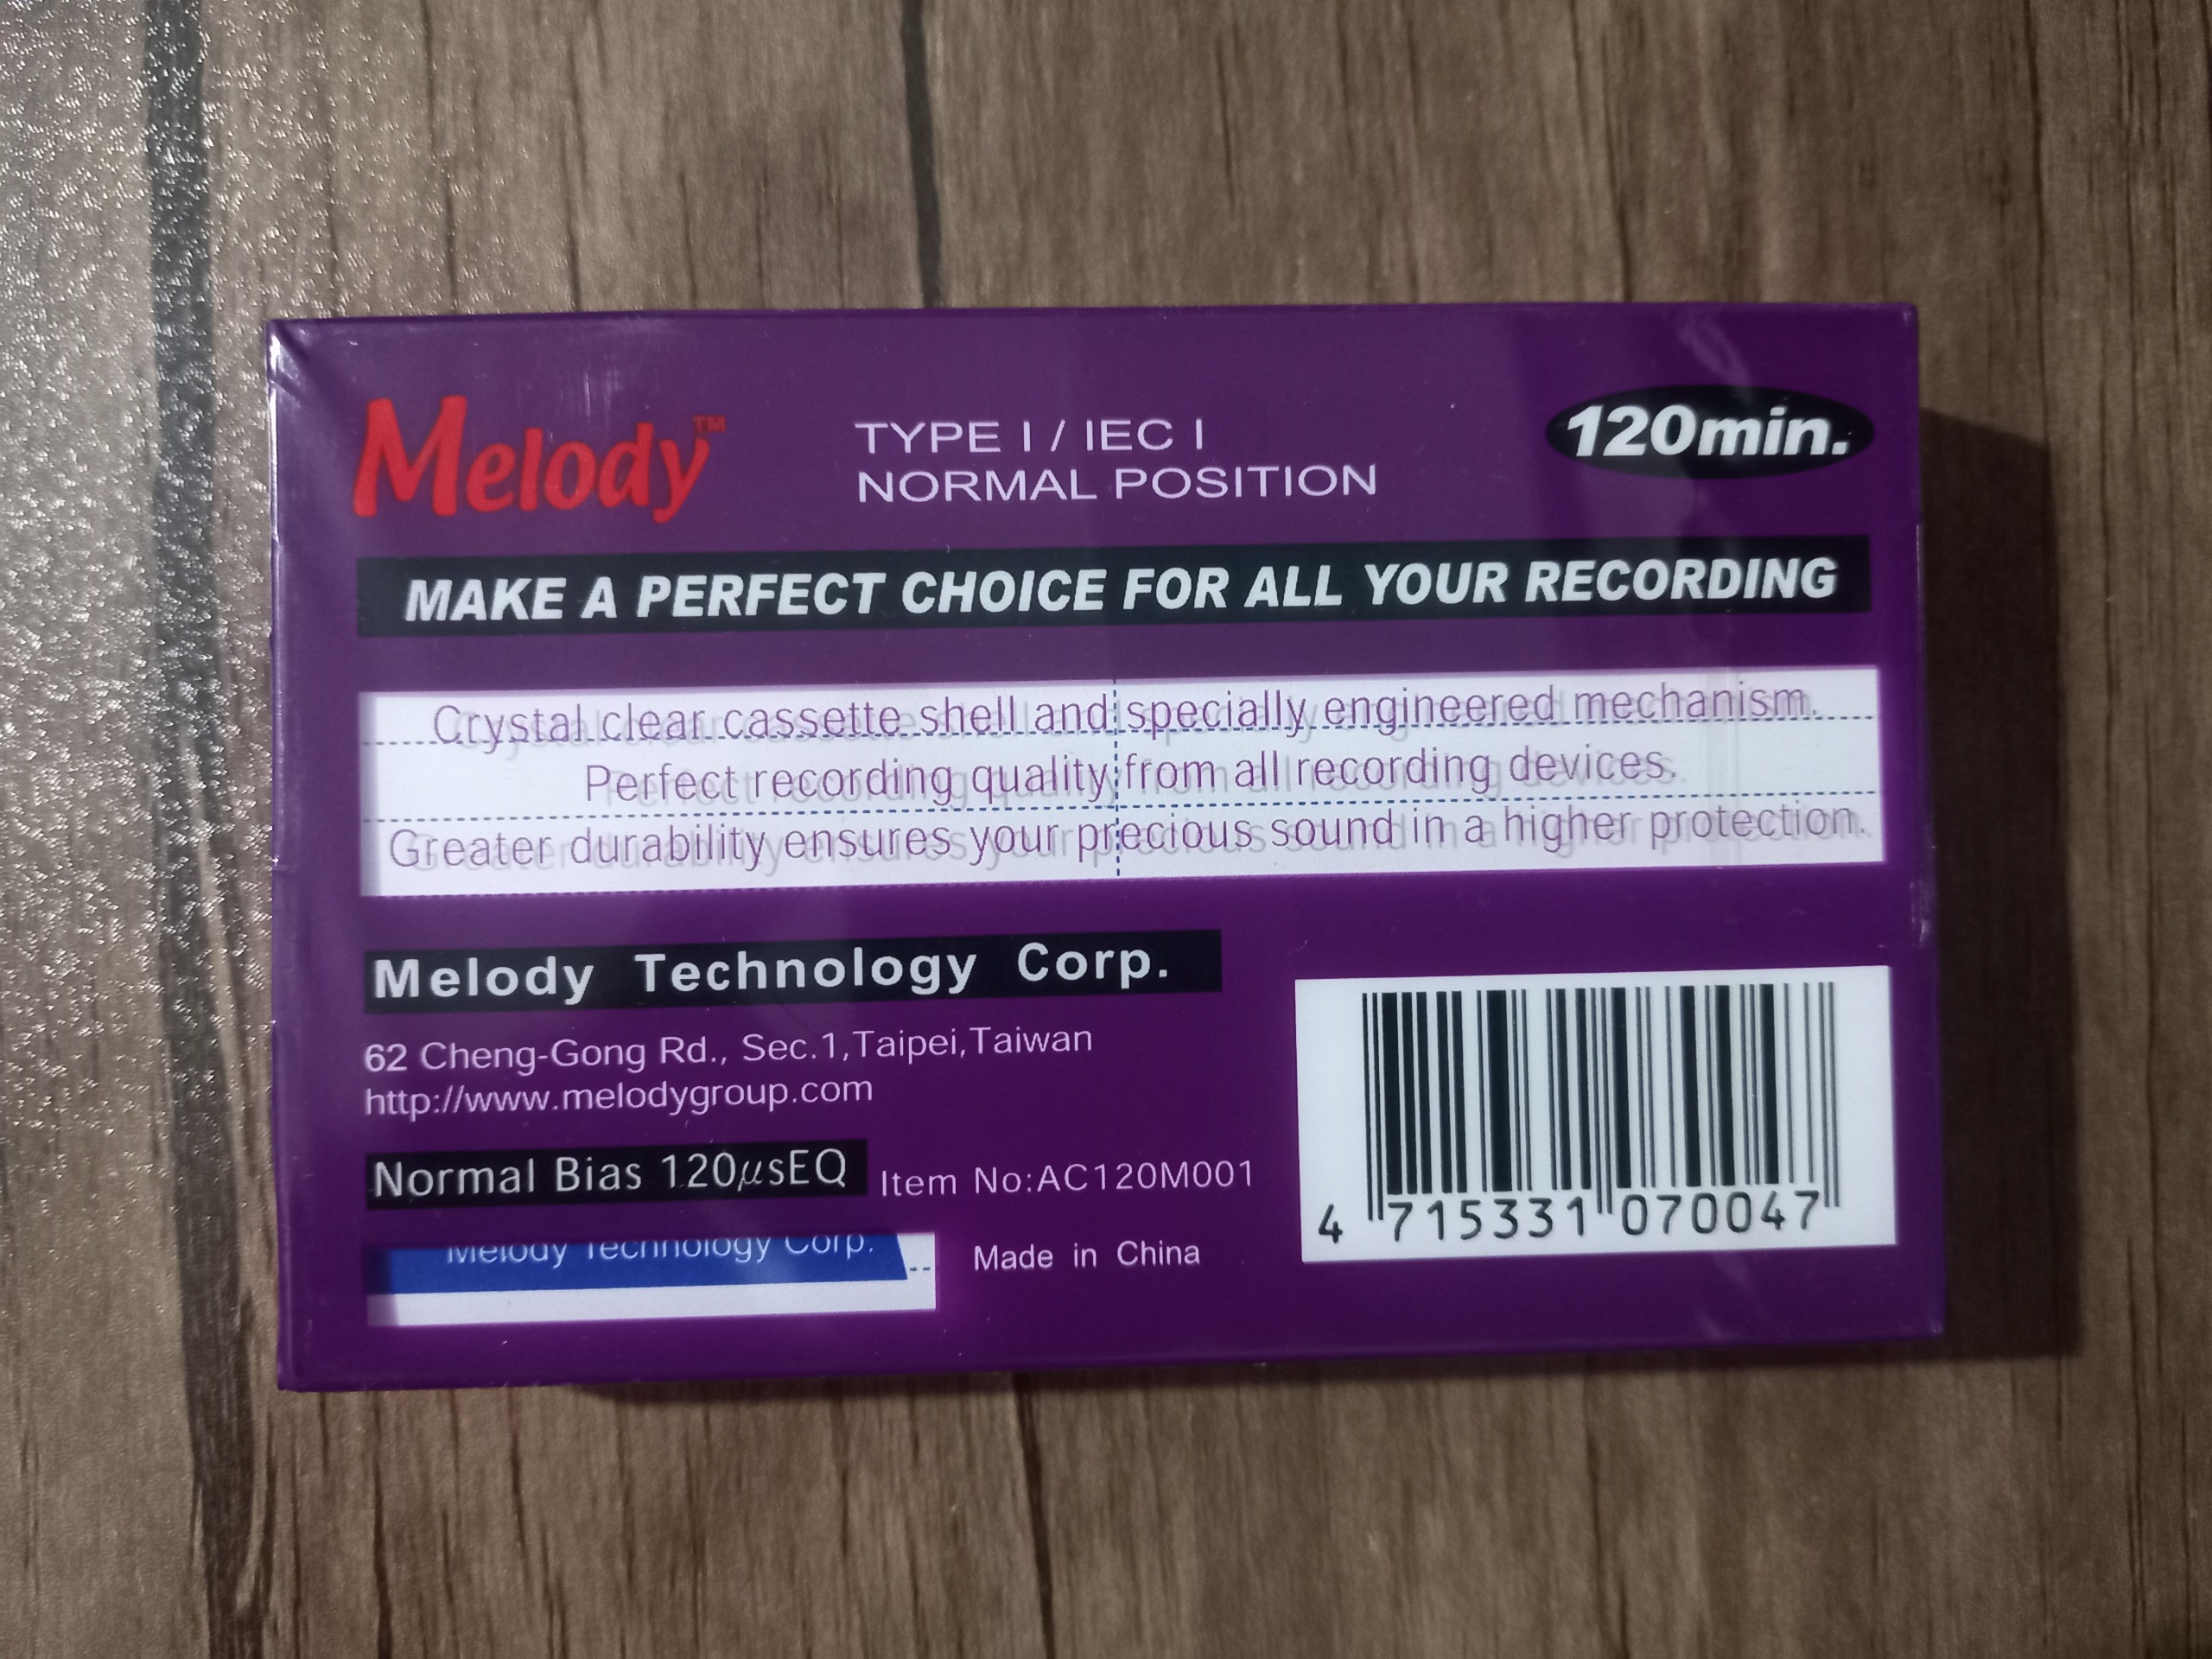 Melody™
TYPE I / IEC I
NORMAL POSITION
120min.
MAKE A PERFECT CHOICE FOR ALL YOUR RECORDING
Crystal clear cassette shell and specially engineered mechanism.
Perfect recording quality from all recording devices.
Greater durability ensures your precious sound in a higher protection.
Melody Technology Corp.
62 Cheng-Gong Rd., Sec.1,Taipei,Taiwan
http://www.melodygroup.com
Normal Bias 120µsEQ
Item No:AC120M001
Melody Technology Corp.
Made in China
4 715331 070047